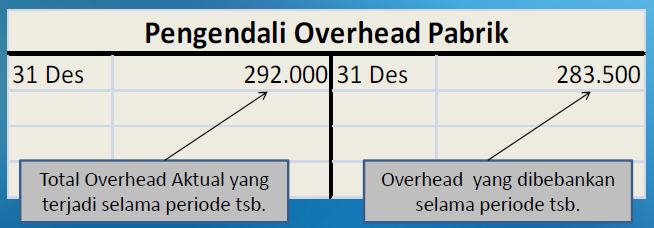 Pengendali Overhead Pabrik
31 Des 292.000 31 Des 283.500
Total Overhead Aktual yang
terjadi selama periode tsb.
Overhead yang dibebankan
selama periode tsb.